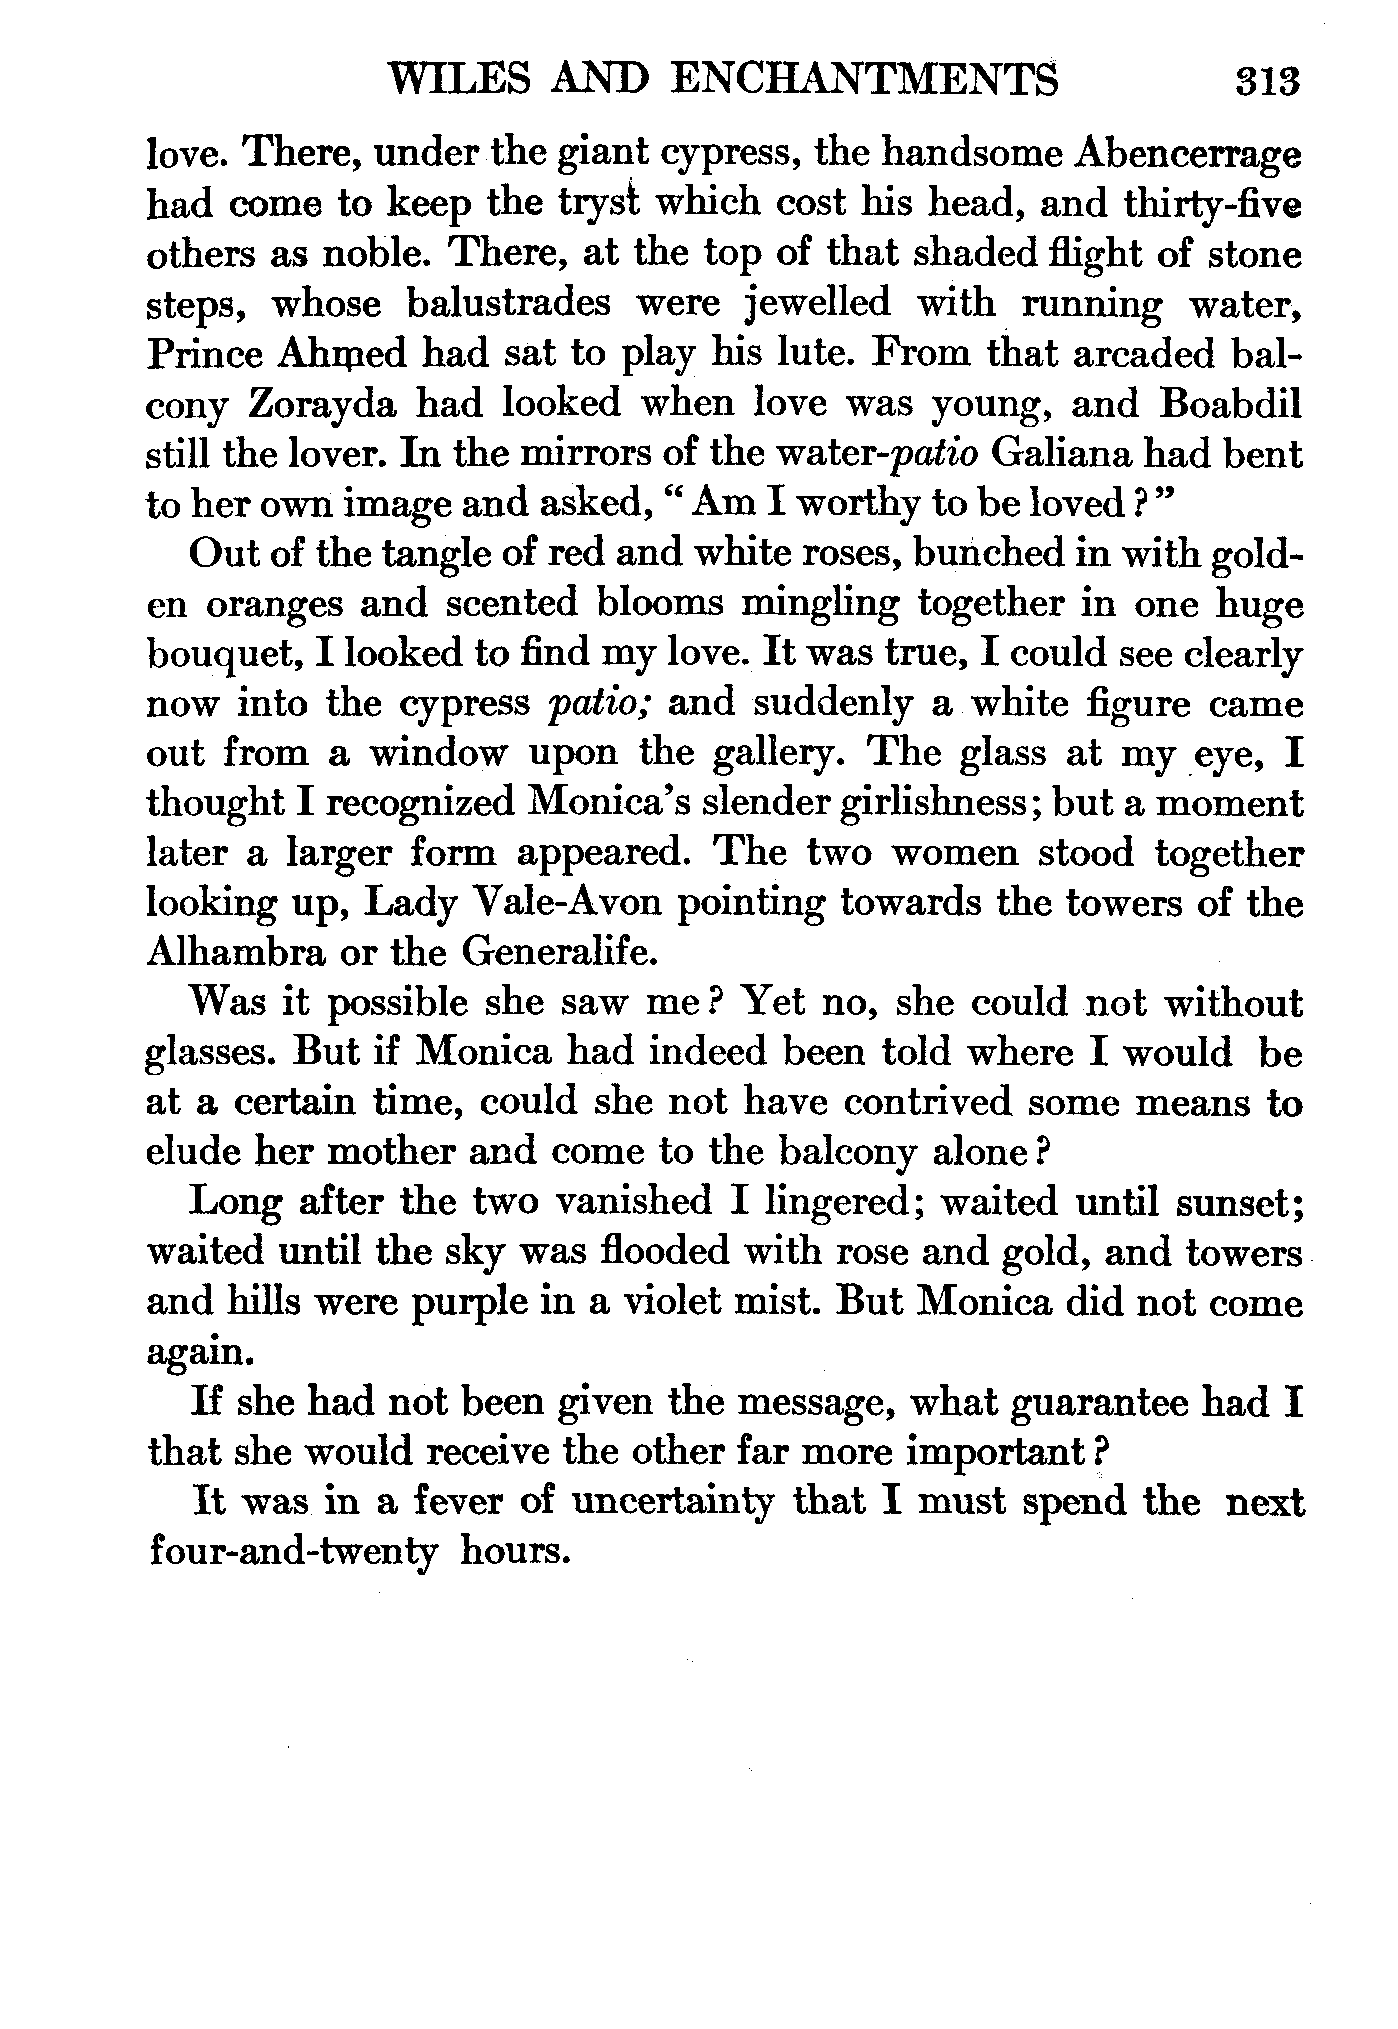 WILES AND ENCHANTMENTS 313
love. There, under the giant cypress, the handsome Abencerrage
had come to keep the tryst which cost his head, and thirty-five
others as noble. There, at the top of that shaded flight of stone
steps, whose balustrades were jewelled with running water,
Prince Ahmed had sat to play his lute. From that arcaded bal-
cony Zorayda had looked when love was young, and Boabdil
still the lover. In the mirrors of the water-patio Galiana had bent
to her own image and asked, “Am I worthy to be loved?”
Out of the tangle of red and white roses, bunched in with gold-
en oranges and scented blooms mingling together in one huge
bouquet, I looked to find my love. It was true, I could see clearly
now into the cypress patio; and suddenly a white figure came
out from a window upon the gallery. The glass at my eye, I
thought I recognized Monica’s slender girlishness; but a moment
later a larger form appeared. The two women stood together
looking up, Lady Vale-Avon pointing towards the towers of the
Alhambra or the Generalife.
Was it possible she saw me? Yet no, she could not without
glasses. But if Monica had indeed been told where I would be
at a certain time, could she not have contrived some means to
elude her mother and come to the balcony alone?
Long after the two vanished I lingered; waited until sunset;
waited until the sky was flooded with rose and gold, and towers
and hills were purple in a violet mist. But Monica did not come
again.
If she had not been given the message, what guarantee had I
that she would receive the other far more important?
It was in a fever of uncertainty that I must spend the next
four-and-twenty hours.